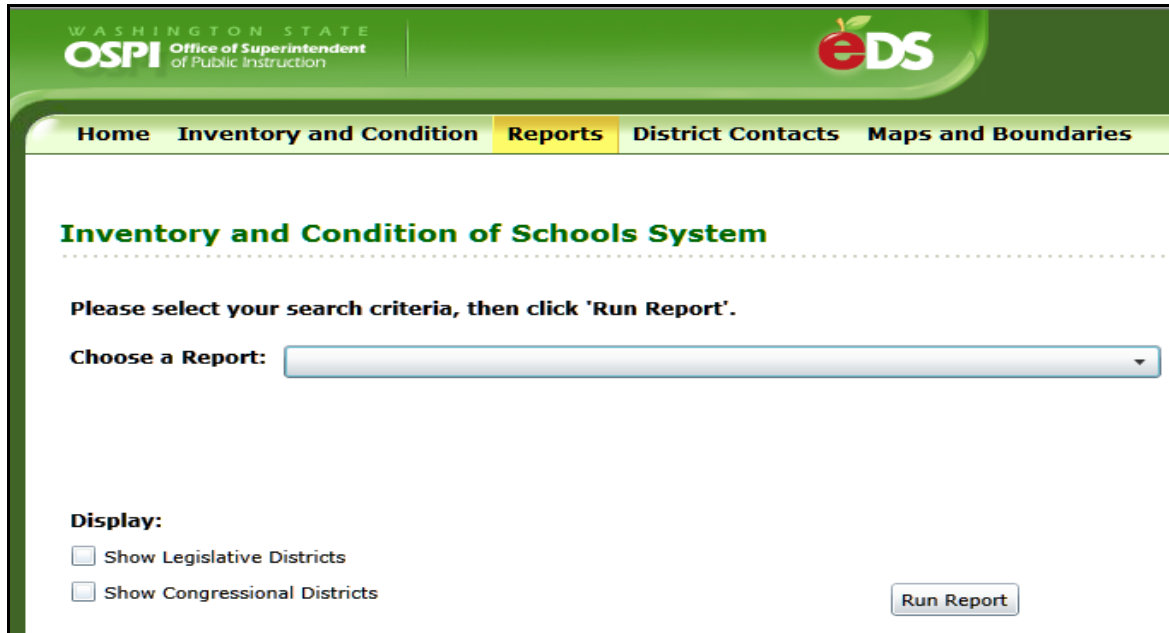 WASHINGTON STATE
OSPI Office of Superintendent
of Public Instruction
eDS
Home Inventory and Condition Reports District Contacts Maps and Boundaries
Inventory and Condition of Schools System
Please select your search criteria, then click 'Run Report'.
Choose a Report:
Display:
Show Legislative Districts
Show Congressional Districts
Run Report